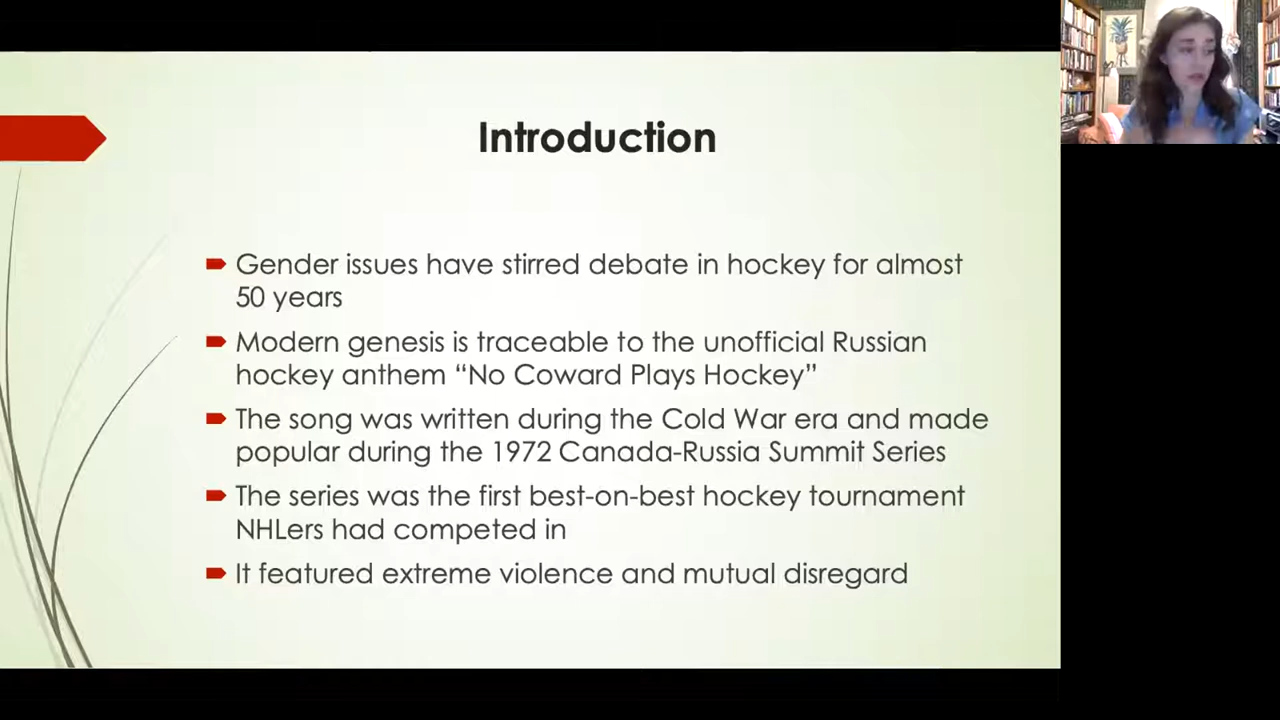 Introduction
Gender issues have stirred debate in hockey for almost
50 years
Modern genesis is traceable to the unofficial Russian
hockey anthem “No Coward Plays Hockey”
The song was written during the Cold War era and made
popular during the 1972 Canada-Russia Summit Series
The series was the first best-on-best hockey tournament
NHLers had competed in
It featured extreme violence and mutual disregard